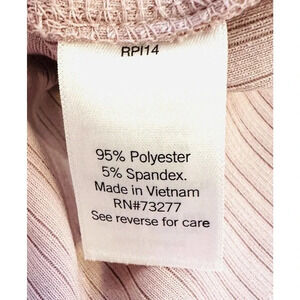 RPI14
95% Polyester
5% Spandex.
Made in Vietnam
RN#73277
See reverse for care